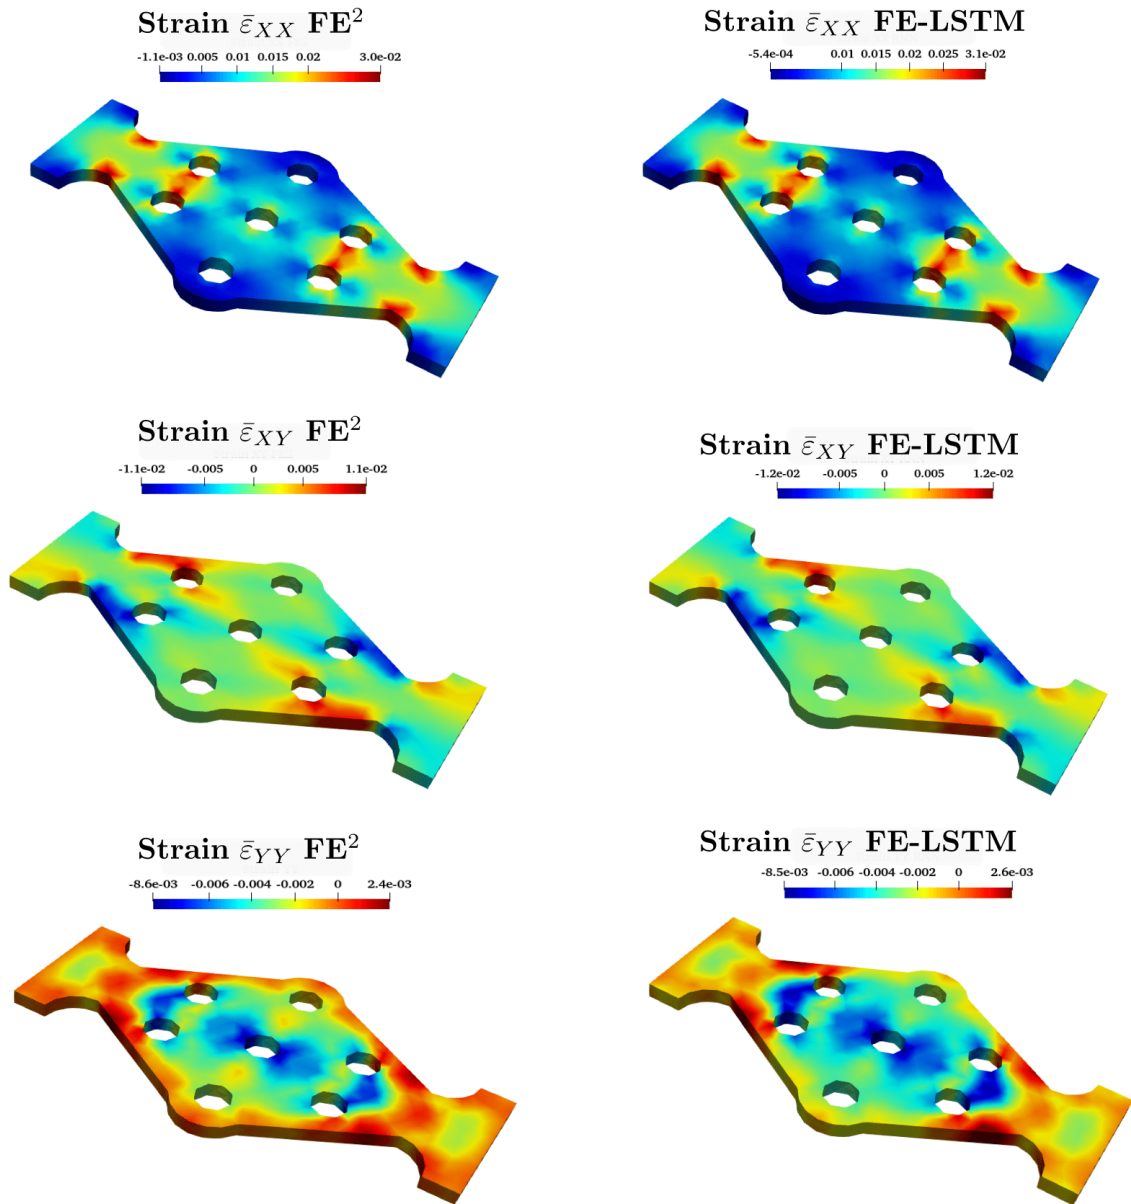 Strain ε̄XX FE²
-1.1e-03 0.005 0.01 0.015 0.02 3.0e-02
Strain ε̄XX FE-LSTM
-5.4e-04 0.01 0.015 0.02 0.025 3.1e-02
Strain ε̄XY FE²
-1.1e-02 -0.005 0 0.005 1.1e-02
Strain ε̄XY FE-LSTM
-1.2e-02 -0.005 0 0.005 1.2e-02
Strain ε̄YY FE²
-8.6e-03 -0.006 -0.004 -0.002 0 2.4e-03
Strain ε̄YY FE-LSTM
-8.5e-03 -0.006 -0.004 -0.002 0 2.6e-03